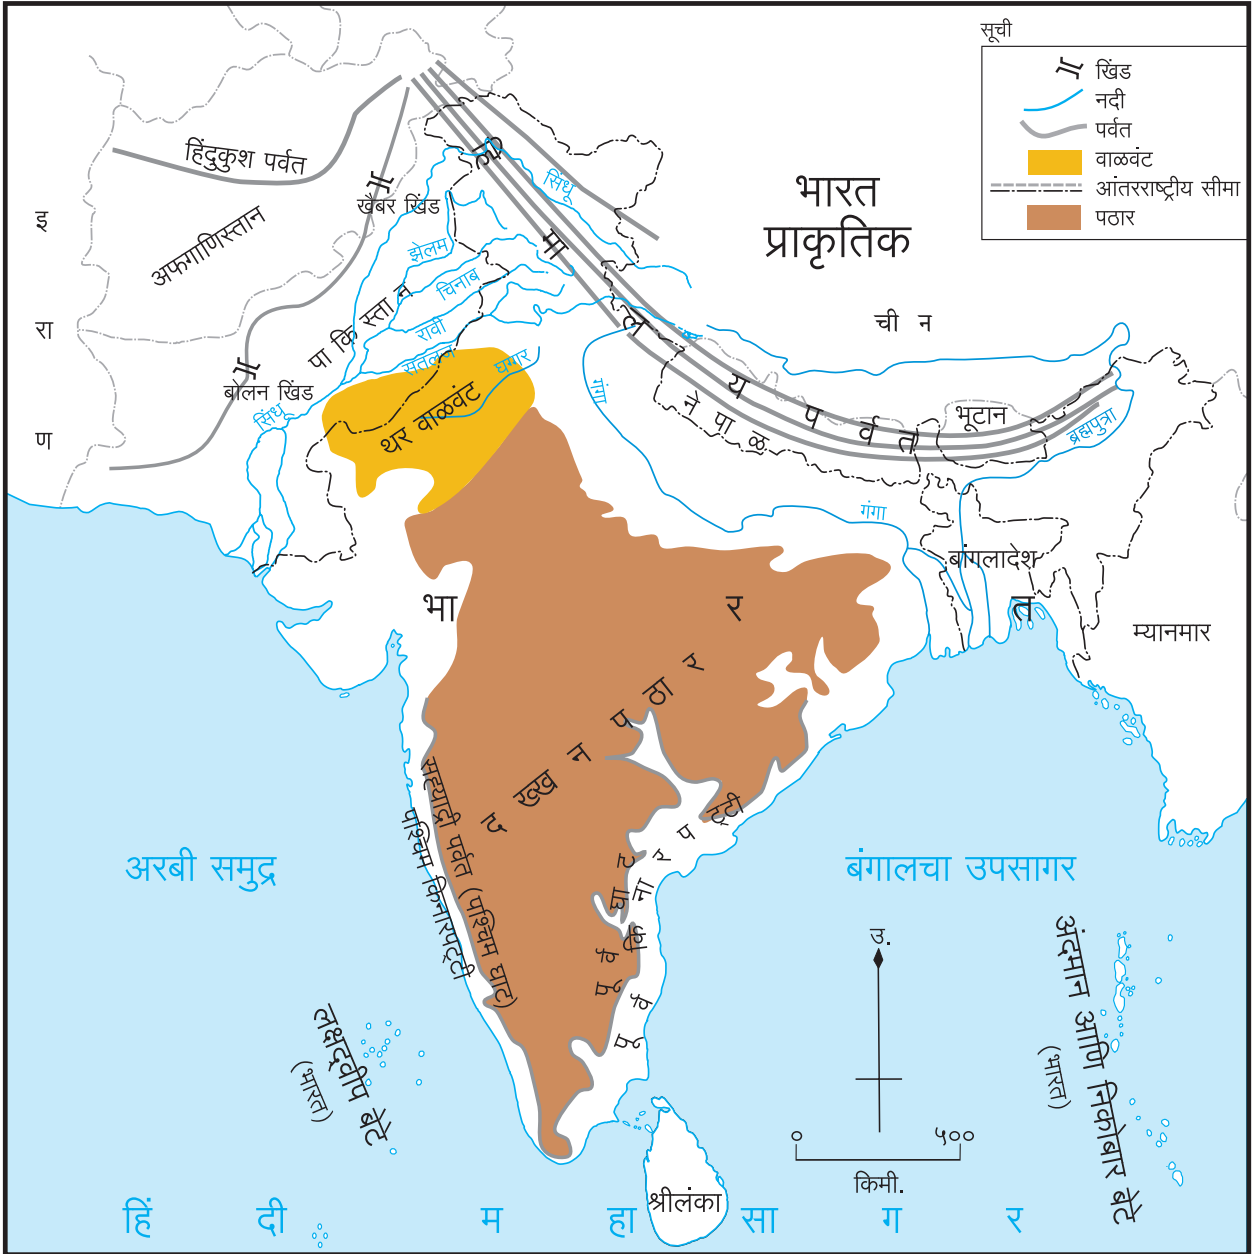 सूची
खिंड
नदी
पर्वत
वाळवंट
आंतरराष्ट्रीय सीमा
पठार
भारत
प्राकृतिक
हिंदुकुश पर्वत
खैबर खिंड
अफगाणिस्तान
इराण
पाकिस्तान
बोलन खिंड
सिंधू
झेलम
चिनाब
रावी
सतलज
घग्गर
सिंधू
हिमालय पर्वत
चीन
गंगा
नेपाळ
भूटान
ब्रह्मपुत्रा
थर वाळवंट
गंगा
बांगलादेश
म्यानमार
भारत
दख्खन पठार
सह्याद्री पर्वत (पश्चिम घाट)
पश्चिम किनारपट्टी
पूर्व घाट
पूर्व किनारपट्टी
अरबी समुद्र
बंगालचा उपसागर
लक्षद्वीप बेटे
(भारत)
अंदमान आणि निकोबार बेटे
(भारत)
उ.
० ५००
किमी.
श्रीलंका
हिंदी महासागर